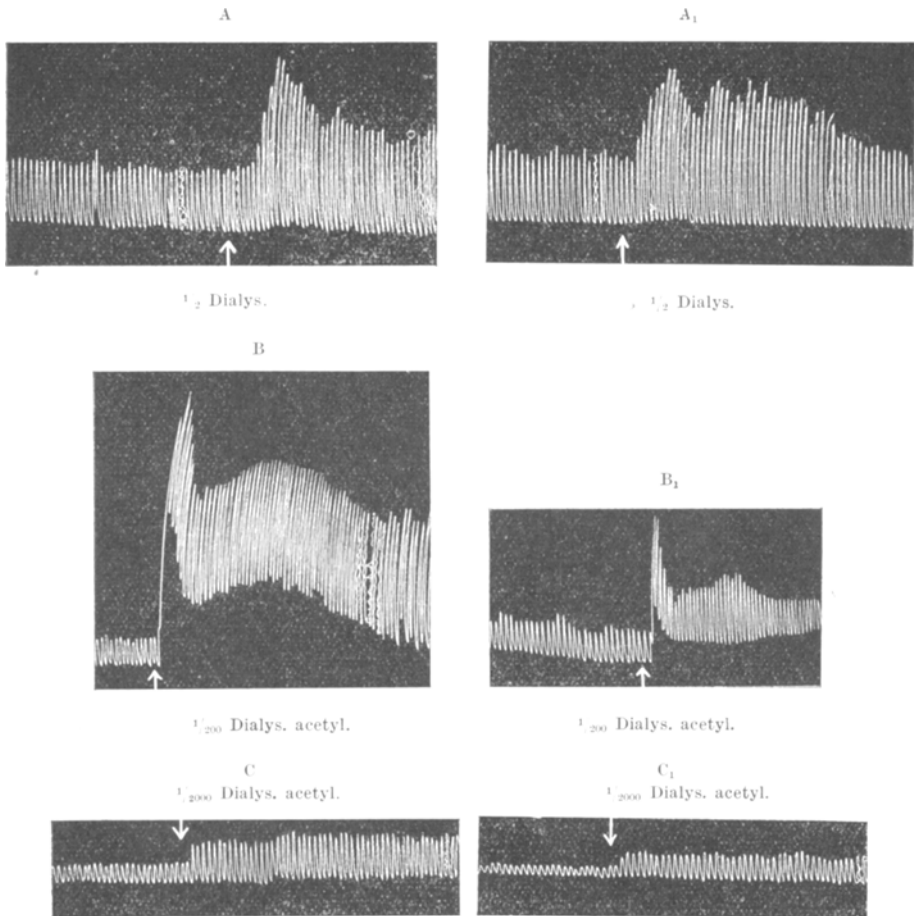 A
A₁
¹/₂ Dialys.
¹/₂ Dialys.
B
B₁
¹/₂₀₀ Dialys. acetyl.
¹/₂₀₀ Dialys. acetyl.
C
¹/₂₀₀₀ Dialys. acetyl.
C₁
¹/₂₀₀₀ Dialys. acetyl.